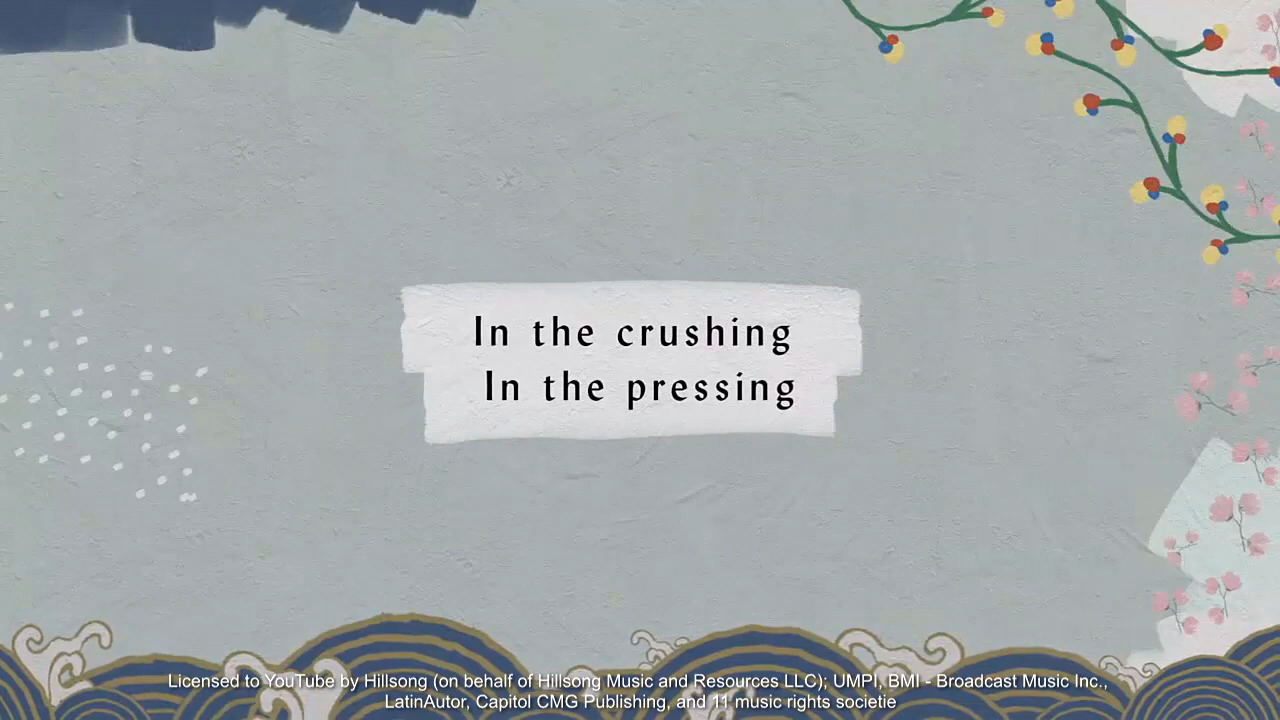 In the crushing
In the pressing
Licensed to YouTube by Hillsong (on behalf of Hillsong Music and Resources LLC); UMPI, BMI - Broadcast Music Inc.,
LatinAutor, Capitol CMG Publishing, and 11 music rights societie